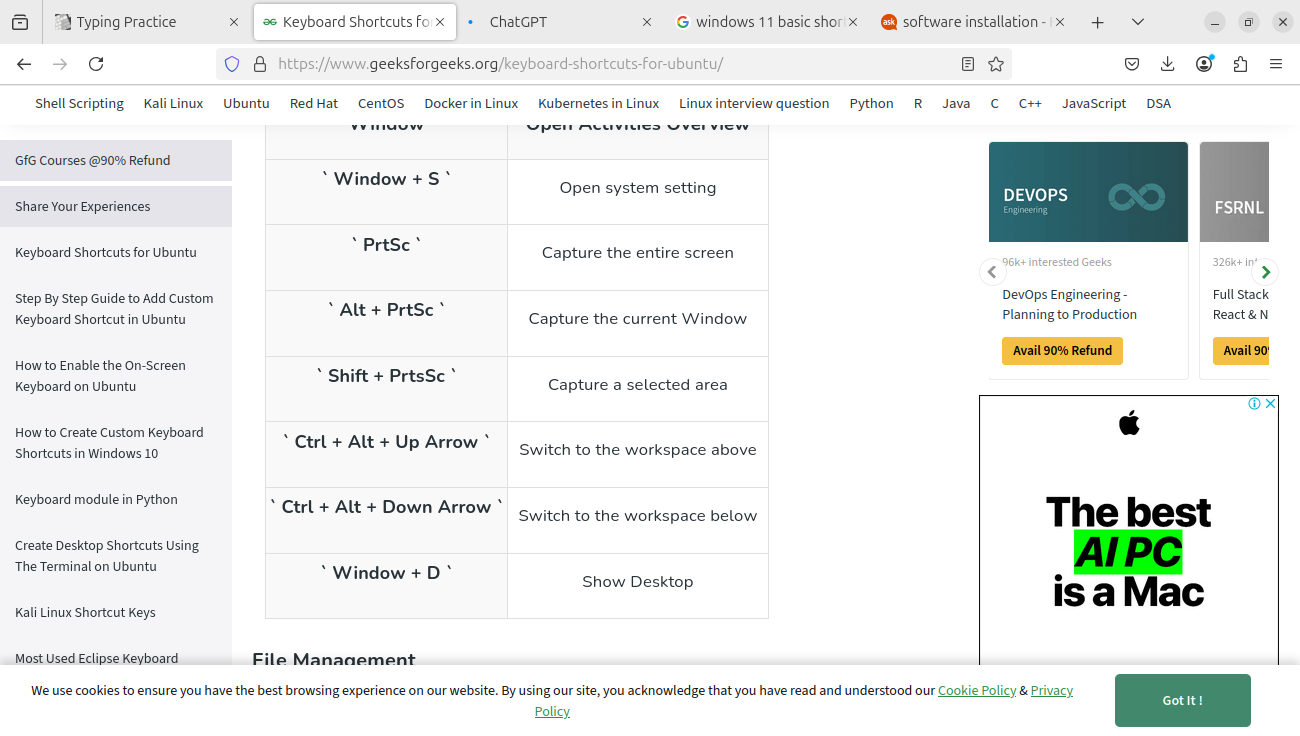 Typing Practice
Keyboard Shortcuts fo
ChatGPT
windows 11 basic shor
software installation -
https://www.geeksforgeeks.org/keyboard-shortcuts-for-ubuntu/
Shell Scripting Kali Linux Ubuntu Red Hat CentOS Docker in Linux Kubernetes in Linux Linux interview question Python R Java C C++ JavaScript DSA
GfG Courses @90% Refund
Share Your Experiences
Keyboard Shortcuts for Ubuntu
Step By Step Guide to Add Custom
Keyboard Shortcut in Ubuntu
How to Enable the On-Screen
Keyboard on Ubuntu
How to Create Custom Keyboard
Shortcuts in Windows 10
Keyboard module in Python
Create Desktop Shortcuts Using
The Terminal on Ubuntu
Kali Linux Shortcut Keys
Most Used Eclipse Keyboard
Window Open Activities Overview
` Window + S ` Open system setting
` PrtSc ` Capture the entire screen
` Alt + PrtSc ` Capture the current Window
` Shift + PrtsSc ` Capture a selected area
` Ctrl + Alt + Up Arrow ` Switch to the workspace above
` Ctrl + Alt + Down Arrow ` Switch to the workspace below
` Window + D ` Show Desktop
File Management
DEVOPS
Engineering
96k+ interested Geeks
DevOps Engineering -
Planning to Production
Avail 90% Refund
FSRNL
326k+ int
Full Stack
React & N
Avail 90
The best
AI PC
is a Mac
We use cookies to ensure you have the best browsing experience on our website. By using our site, you acknowledge that you have read and understood our Cookie Policy & Privacy
Policy
Got It !